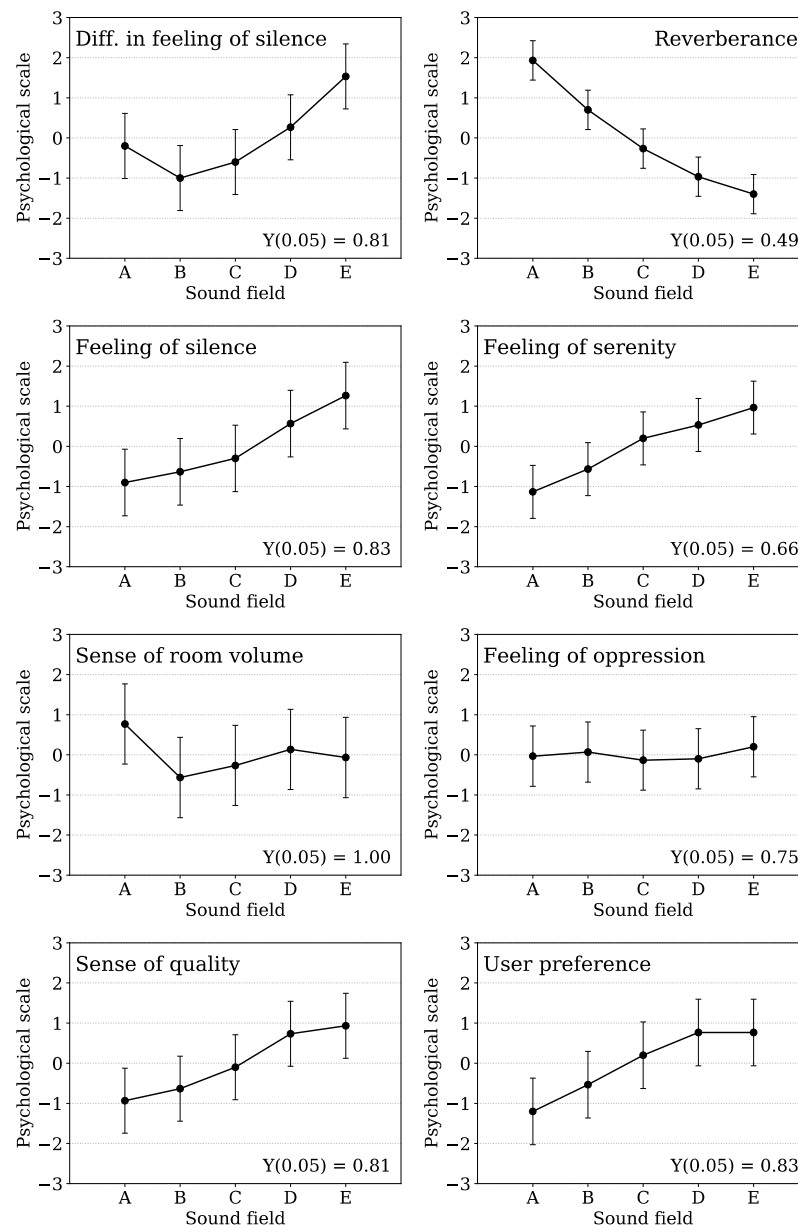 Diff. in feeling of silence
Psychological scale
3
2
1
0
−1
−2
−3
Y(0.05) = 0.81
A B C D E
Sound field
Reverberance
Psychological scale
3
2
1
0
−1
−2
−3
Y(0.05) = 0.49
A B C D E
Sound field
Feeling of silence
Psychological scale
3
2
1
0
−1
−2
−3
Y(0.05) = 0.83
A B C D E
Sound field
Feeling of serenity
Psychological scale
3
2
1
0
−1
−2
−3
Y(0.05) = 0.66
A B C D E
Sound field
Sense of room volume
Psychological scale
3
2
1
0
−1
−2
−3
Y(0.05) = 1.00
A B C D E
Sound field
Feeling of oppression
Psychological scale
3
2
1
0
−1
−2
−3
Y(0.05) = 0.75
A B C D E
Sound field
Sense of quality
Psychological scale
3
2
1
0
−1
−2
−3
Y(0.05) = 0.81
A B C D E
Sound field
User preference
Psychological scale
3
2
1
0
−1
−2
−3
Y(0.05) = 0.83
A B C D E
Sound field